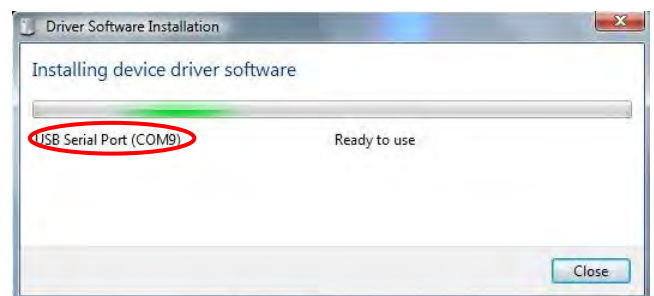 Driver Software Installation
Installing device driver software
USB Serial Port (COM9) Ready to use
Close